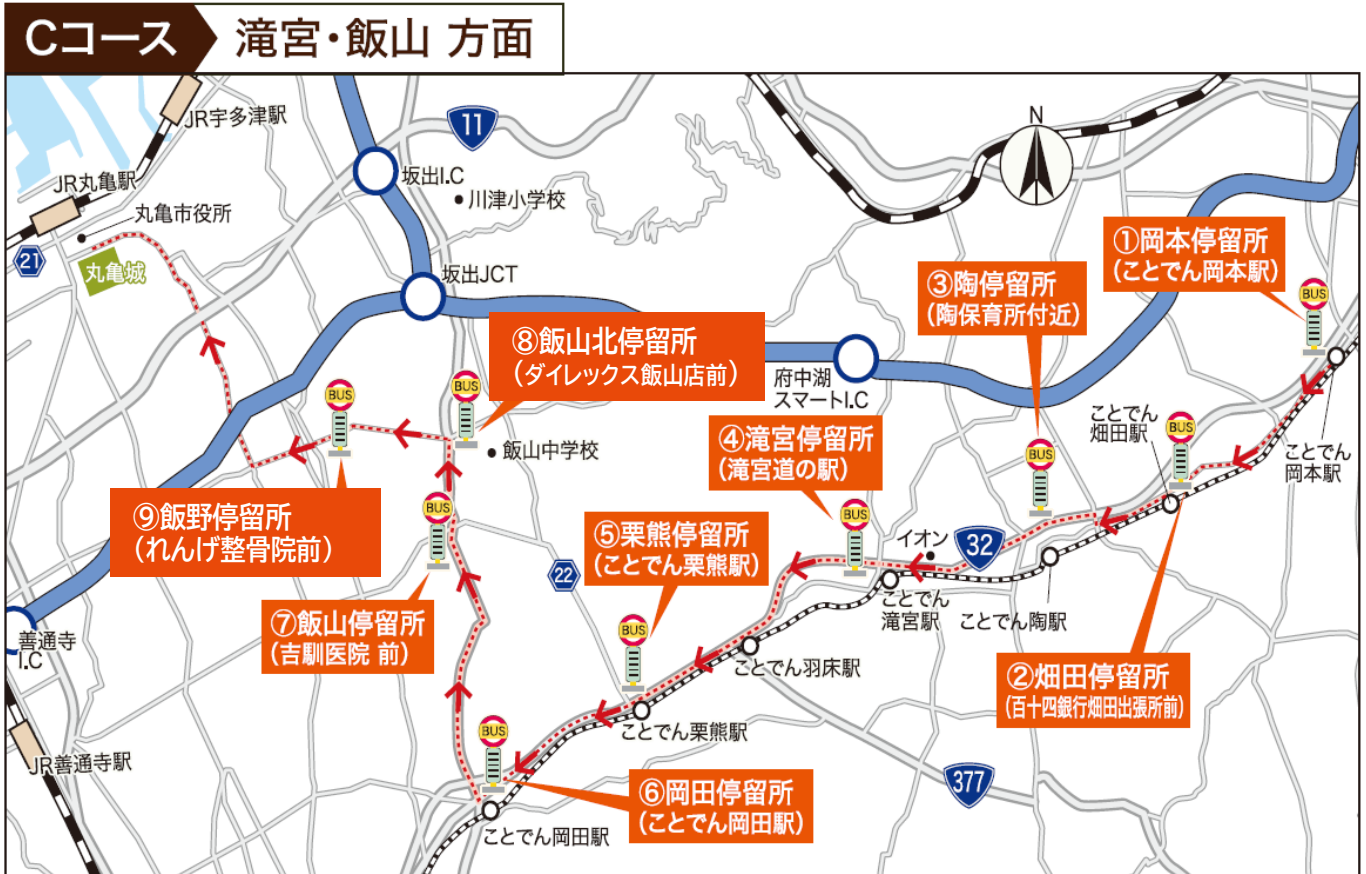 Cコース 滝宮・飯山 方面
JR宇多津駅
11
N
坂出I.C
川津小学校
JR丸亀駅
丸亀市役所
21
丸亀城
坂出JCT
①岡本停留所
(ことでん岡本駅)
③陶停留所
(陶保育所付近)
BUS
⑧飯山北停留所
(ダイレックス飯山店前)
府中湖
スマートI.C
BUS
BUS
ことでん
畑田駅
BUS
ことでん
岡本駅
④滝宮停留所
(滝宮道の駅)
飯山中学校
BUS
⑨飯野停留所
(れんげ整骨院前)
BUS
BUS
⑤栗熊停留所
(ことでん栗熊駅)
イオン
32
22
ことでん
滝宮駅
ことでん陶駅
⑦飯山停留所
(吉馴医院 前)
善通寺
I.C
BUS
ことでん羽床駅
②畑田停留所
(百十四銀行畑田出張所前)
ことでん栗熊駅
BUS
JR善通寺駅
377
⑥岡田停留所
(ことでん岡田駅)
ことでん岡田駅